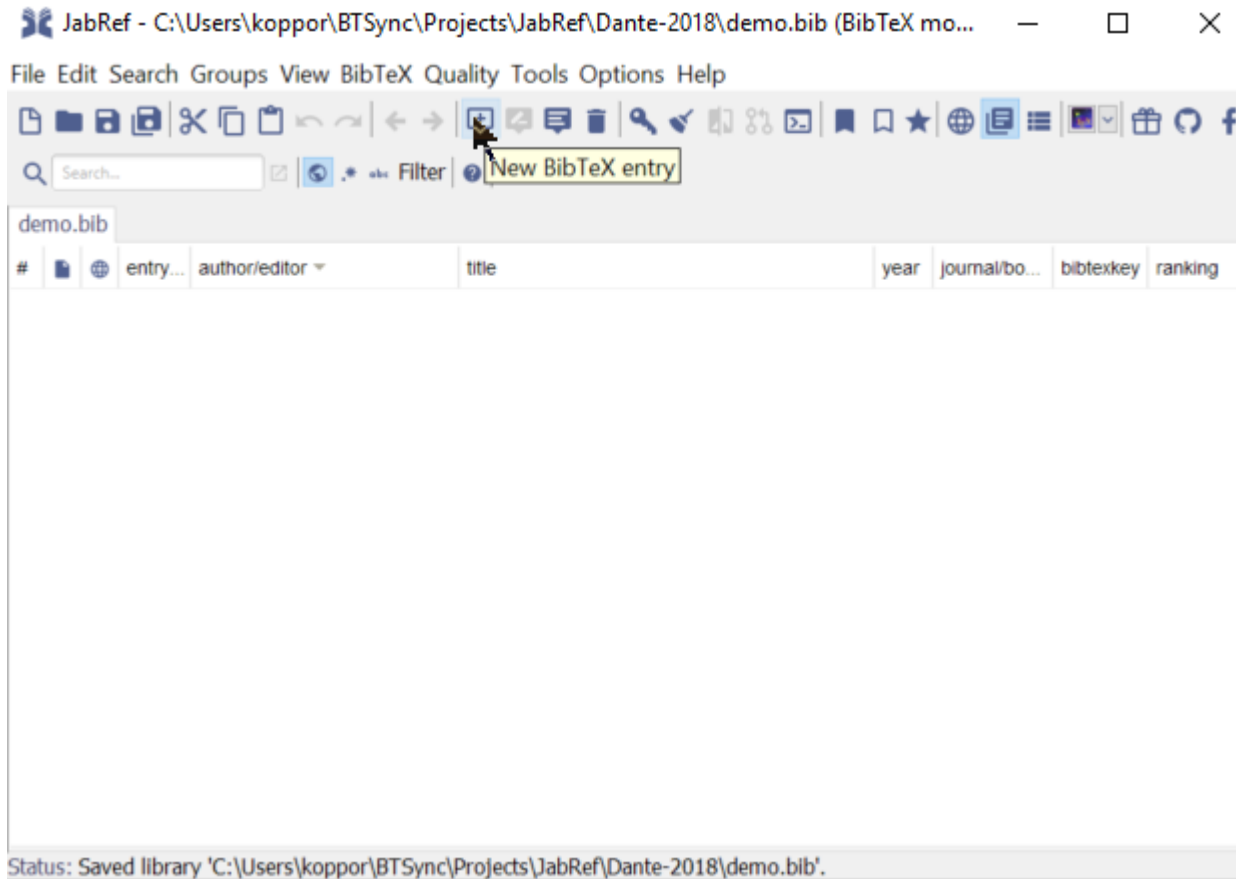 JabRef - C:\Users\koppor\BTSync\Projects\JabRef\Dante-2018\demo.bib (BibTeX mo...
File Edit Search Groups View BibTeX Quality Tools Options Help
Search... abc Filter New BibTeX entry
demo.bib
# entry... author/editor title year journal/bo... bibtexkey ranking
Status: Saved library 'C:\Users\koppor\BTSync\Projects\JabRef\Dante-2018\demo.bib'.